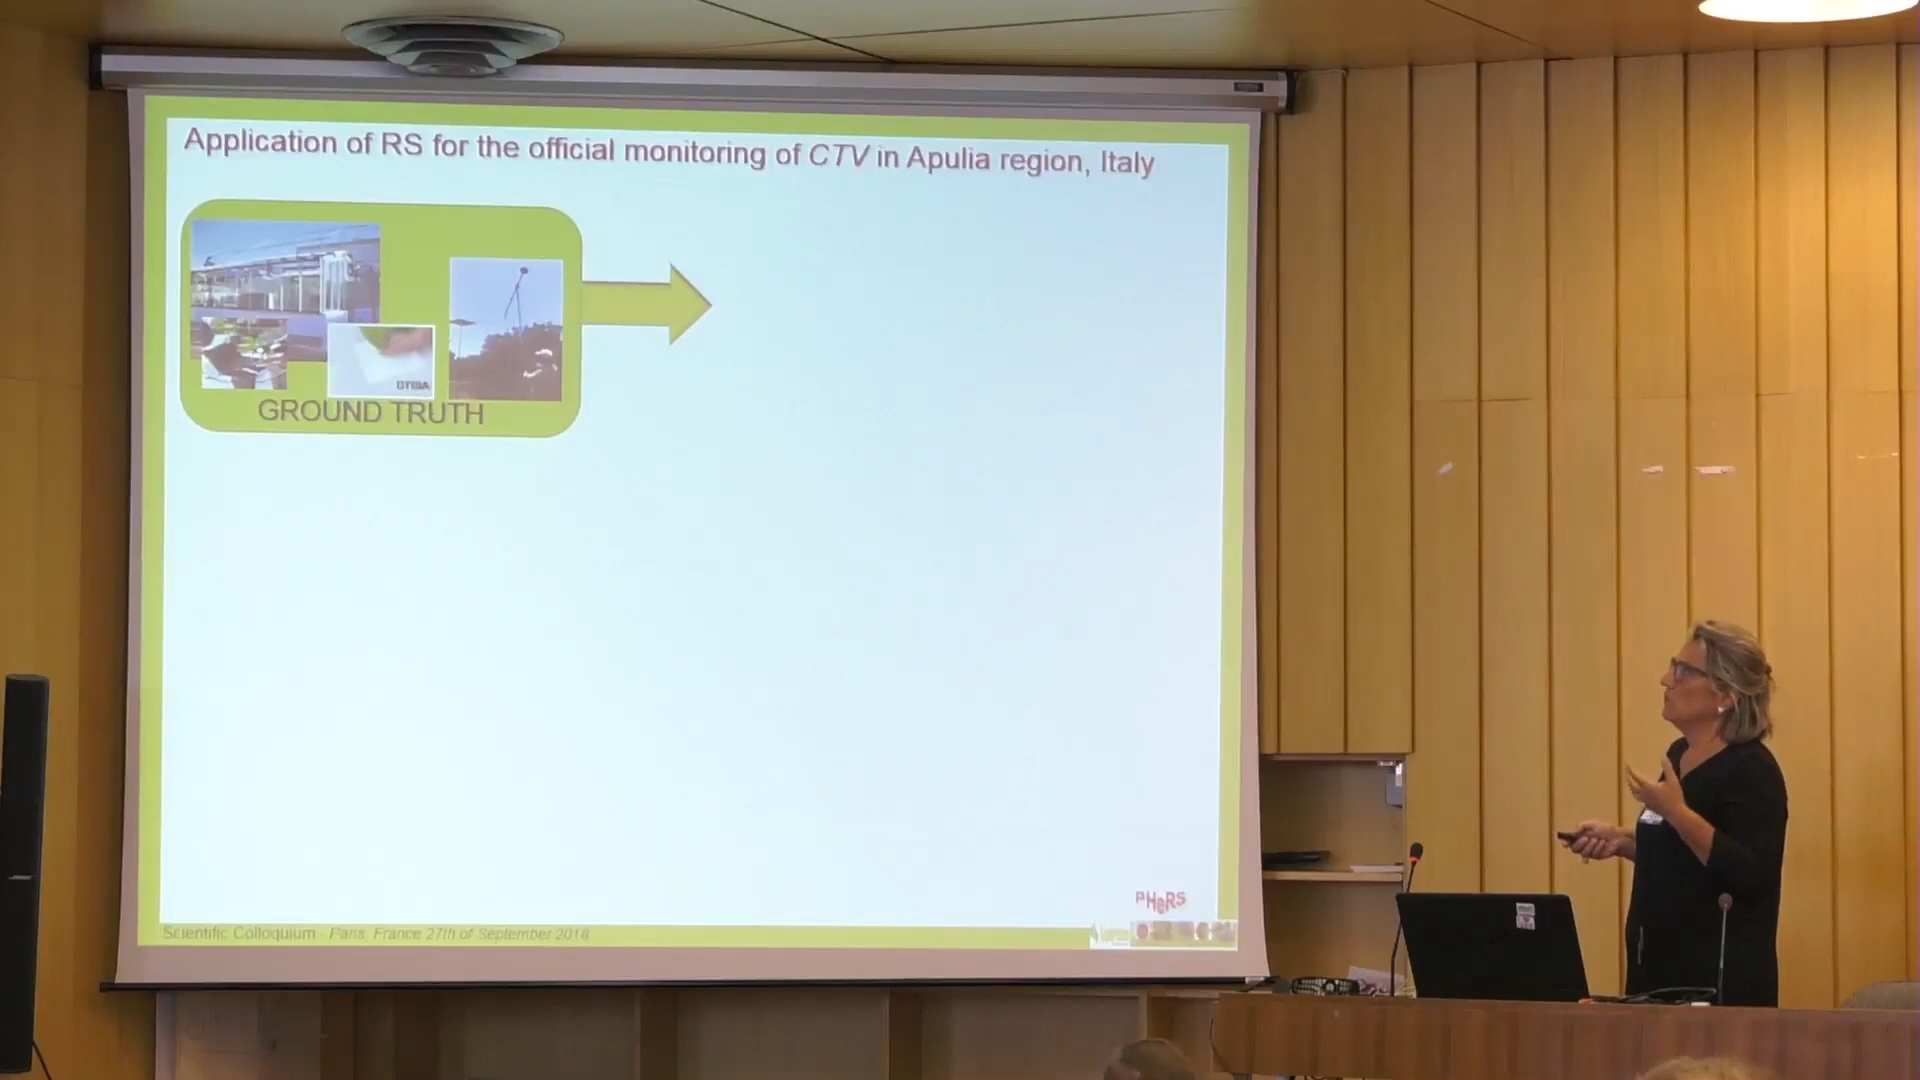 Application of RS for the official monitoring of CTV in Apulia region, Italy
DTBIA
GROUND TRUTH
PHeRS
Scientific Colloquium - Paris, France 27th of September 2018